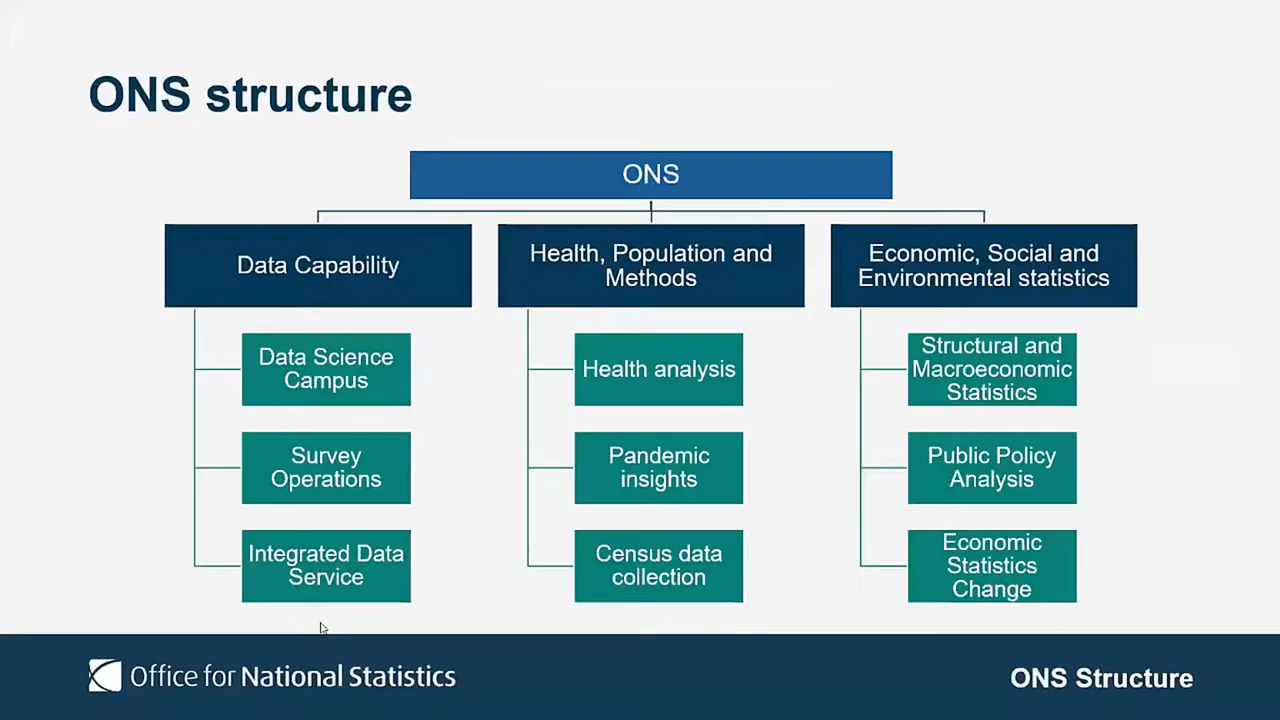 ONS structure
ONS
Data Capability
Health, Population and
Methods
Economic, Social and
Environmental statistics
Data Science
Campus
Survey
Operations
Integrated Data
Service
Health analysis
Pandemic
insights
Census data
collection
Structural and
Macroeconomic
Statistics
Public Policy
Analysis
Economic
Statistics
Change
Office for National Statistics
ONS Structure